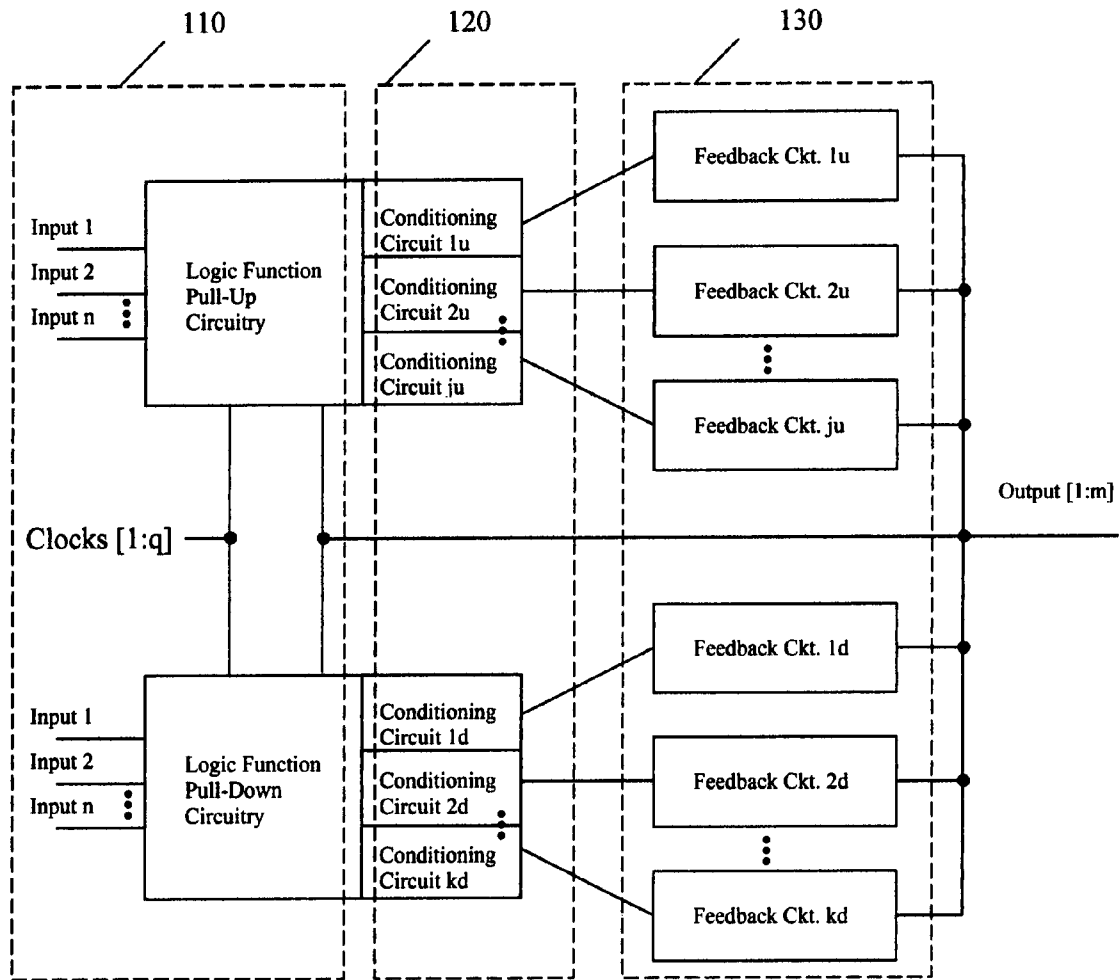 110
120
130
Feedback Ckt. 1u
Input 1
Input 2
Input n
Logic Function
Pull-Up
Circuitry
Conditioning
Circuit 1u
Conditioning
Circuit 2u
Conditioning
Circuit ju
Feedback Ckt. 2u
Feedback Ckt. ju
Output [1:m]
Clocks [1:q]
Feedback Ckt. 1d
Input 1
Input 2
Input n
Logic Function
Pull-Down
Circuitry
Conditioning
Circuit 1d
Conditioning
Circuit 2d
Conditioning
Circuit kd
Feedback Ckt. 2d
Feedback Ckt. kd